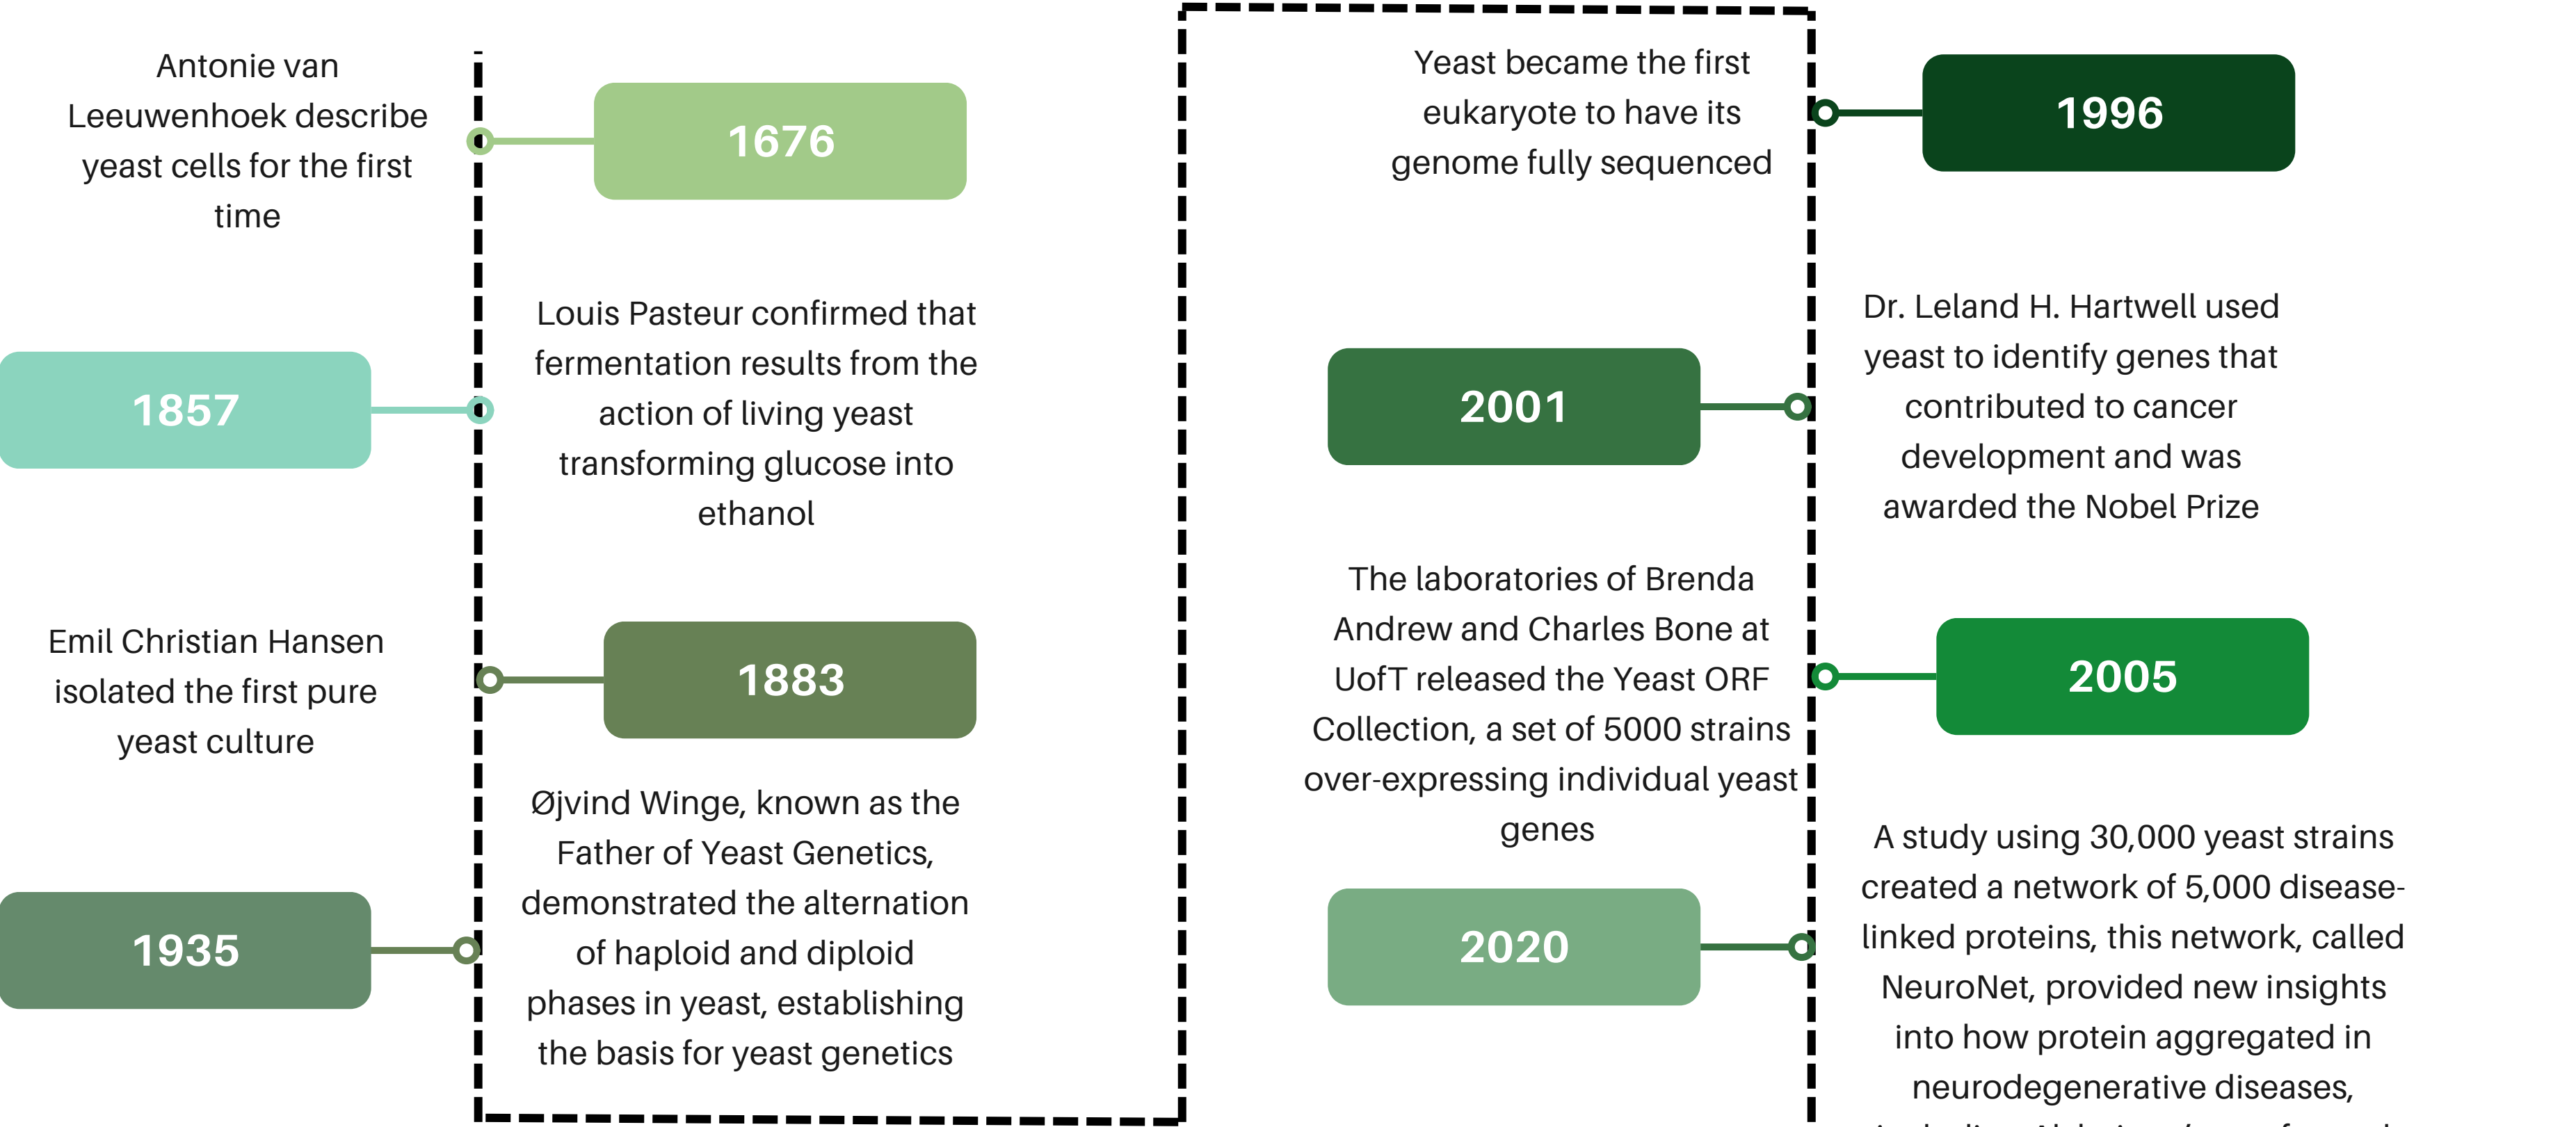 Antonie van
Leeuwenhoek describe
yeast cells for the first
time
1676
1857
Louis Pasteur confirmed that
fermentation results from the
action of living yeast
transforming glucose into
ethanol
Emil Christian Hansen
isolated the first pure
yeast culture
1883
1935
Øjvind Winge, known as the
Father of Yeast Genetics,
demonstrated the alternation
of haploid and diploid
phases in yeast, establishing
the basis for yeast genetics
Yeast became the first
eukaryote to have its
genome fully sequenced
1996
2001
Dr. Leland H. Hartwell used
yeast to identify genes that
contributed to cancer
development and was
awarded the Nobel Prize
The laboratories of Brenda
Andrew and Charles Bone at
UofT released the Yeast ORF
Collection, a set of 5000 strains
over-expressing individual yeast
genes
2005
2020
A study using 30,000 yeast strains
created a network of 5,000 disease-
linked proteins, this network, called
NeuroNet, provided new insights
into how protein aggregated in
neurodegenerative diseases,